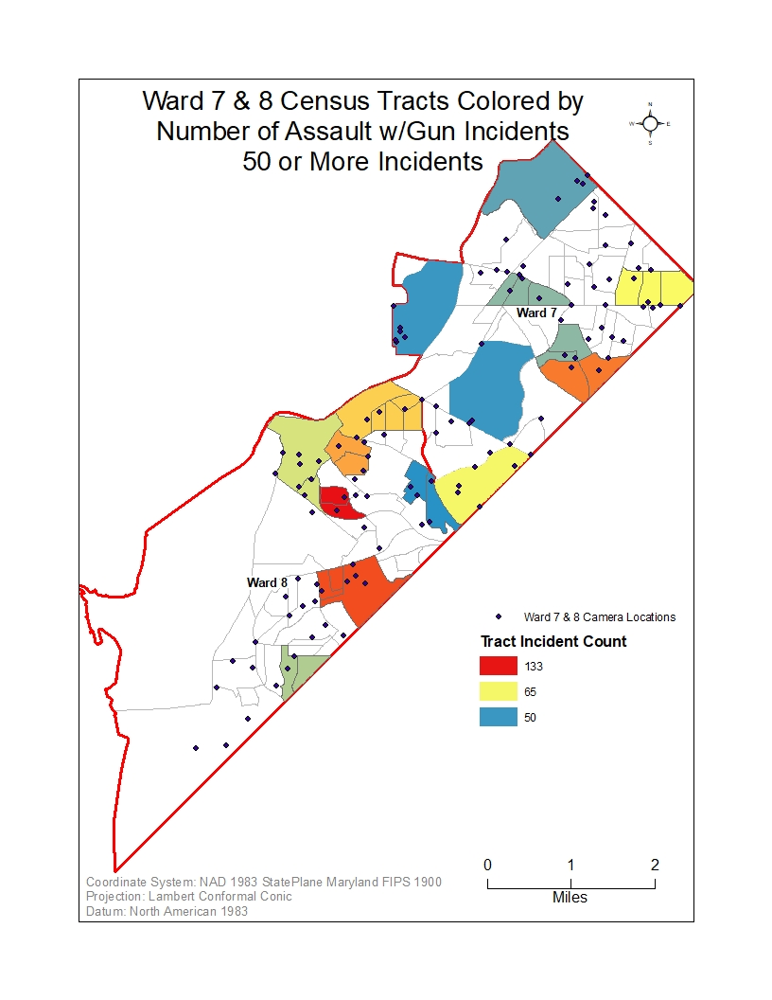 Ward 7 & 8 Census Tracts Colored by
Number of Assault w/Gun Incidents
50 or More Incidents
N
W E
S
Ward 7
Ward 8
Ward 7 & 8 Camera Locations
Tract Incident Count
133
65
50
0 1 2
Miles
Coordinate System: NAD 1983 StatePlane Maryland FIPS 1900
Projection: Lambert Conformal Conic
Datum: North American 1983